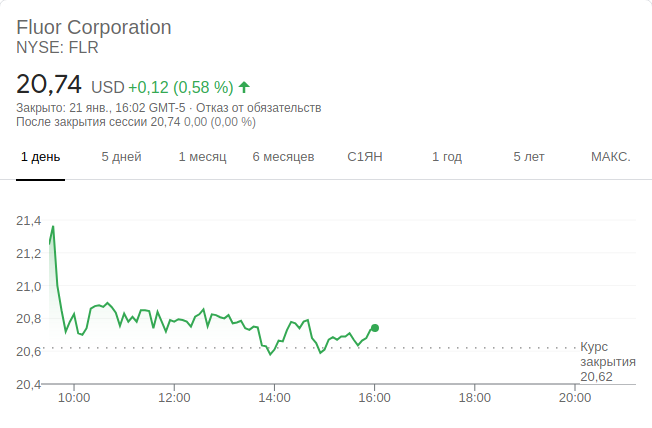 Fluor Corporation
NYSE: FLR
20,74 USD +0,12 (0,58 %)
Закрыто: 21 янв., 16:02 GMT-5 · Отказ от обязательств
После закрытия сессии 20,74 0,00 (0,00 %)
1 день 5 дней 1 месяц 6 месяцев С1ЯН 1 год 5 лет МАКС.
21,4
21,2
21,0
20,8
20,6
20,4
Курс
закрытия
20,62
10:00 12:00 14:00 16:00 18:00 20:00